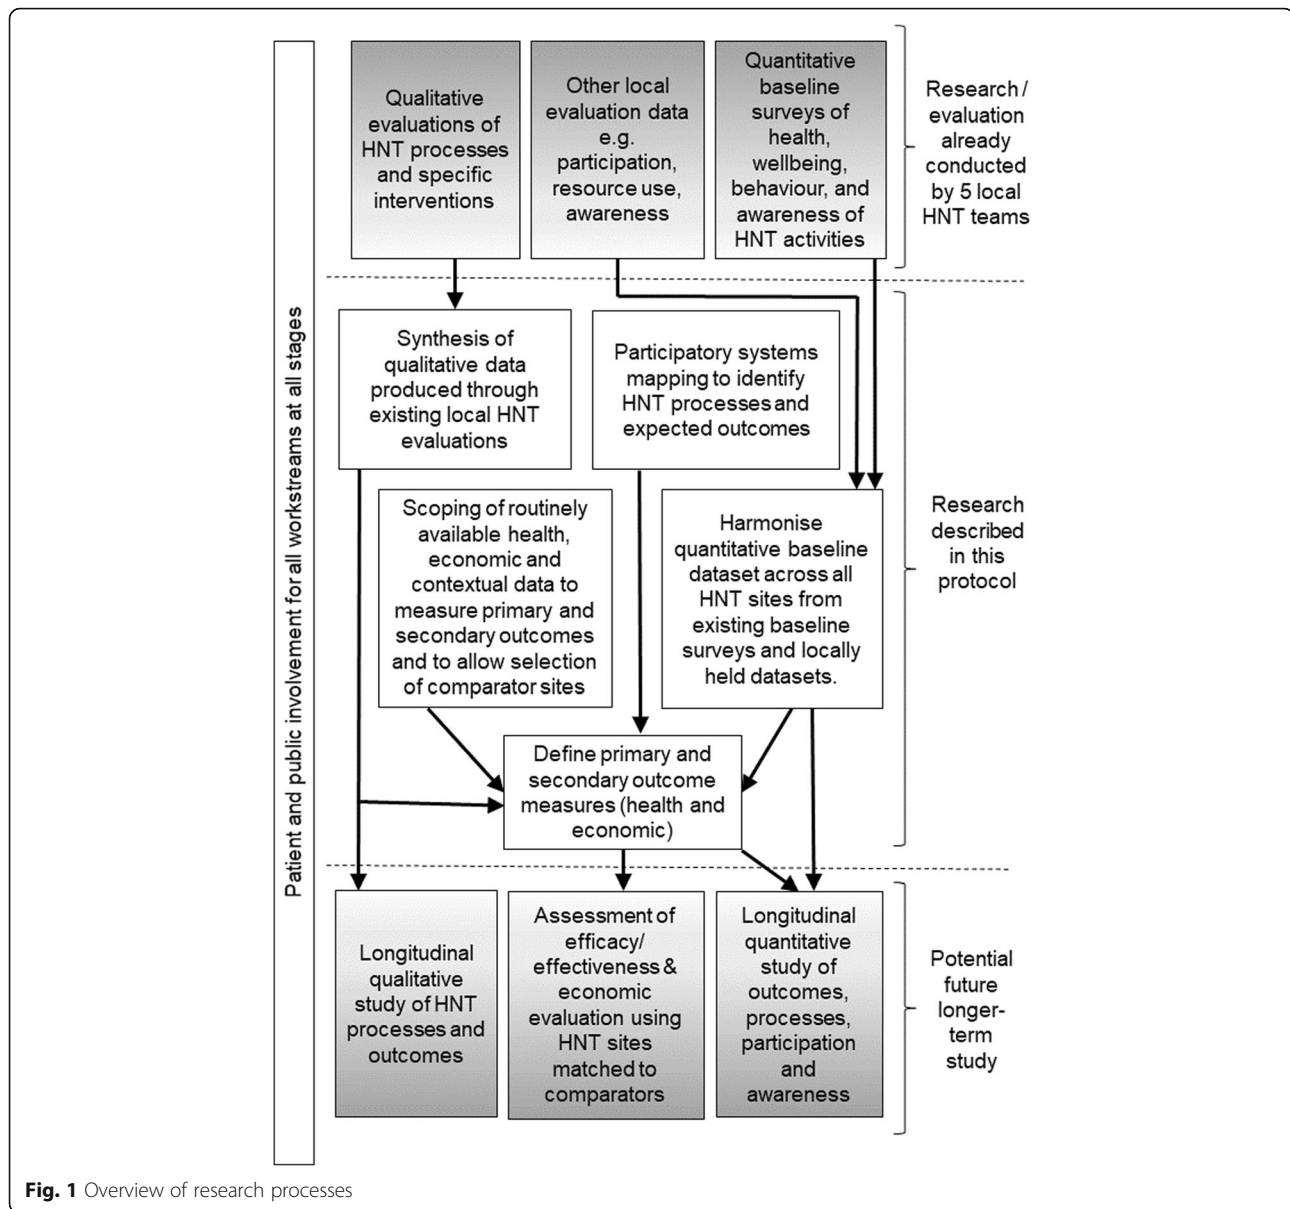 Patient and public involvement for all workstreams at all stages
Qualitative
evaluations of
HNT processes
and specific
interventions
Other local
evaluation data
e.g.
participation,
resource use,
awareness
Quantitative
baseline
surveys of
health,
wellbeing,
behaviour, and
awareness of
HNT activities
Research /
evaluation
already
conducted
by 5 local
HNT teams
Synthesis of
qualitative data
produced through
existing local HNT
evaluations
Participatory systems
mapping to identify
HNT processes and
expected outcomes
Scoping of routinely
available health,
economic and
contextual data to
measure primary and
secondary outcomes
and to allow selection
of comparator sites
Harmonise
quantitative baseline
dataset across all
HNT sites from
existing baseline
surveys and locally
held datasets.
Research
described
in this
protocol
Define primary and
secondary outcome
measures (health and
economic)
Longitudinal
qualitative
study of HNT
processes and
outcomes
Assessment of
efficacy/
effectiveness &
economic
evaluation using
HNT sites
matched to
comparators
Longitudinal
quantitative
study of
outcomes,
processes,
participation
and
awareness
Potential
future
longer-
term
study
Fig. 1 Overview of research processes